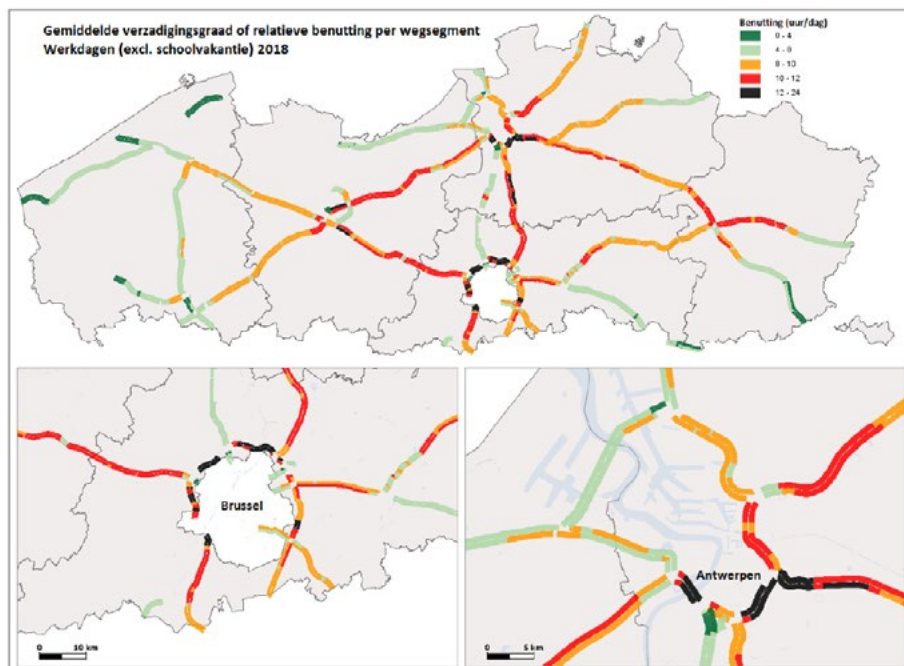 Gemiddelde verzadigingsgraad of relatieve benutting per wegsegment
Werkdagen (excl. schoolvakantie) 2018
Benutting (uur/dag)
0 - 4
4 - 8
8 - 10
10 - 12
12 - 24
Brussel
0
10 km
Antwerpen
0
5 km